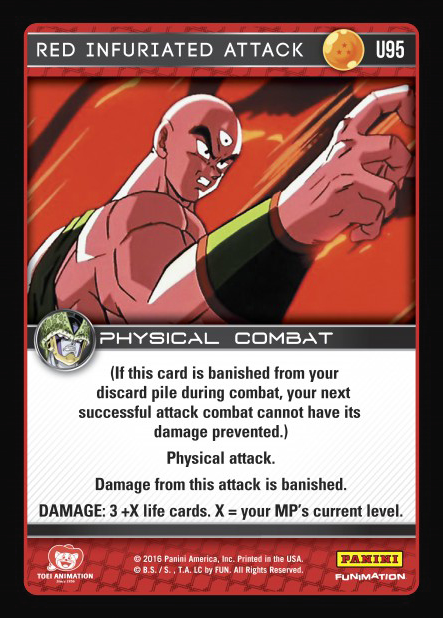 RED INFURIATED ATTACK U95
PHYSICAL COMBAT
(If this card is banished from your
discard pile during combat, your next
successful attack combat cannot have its
damage prevented.)
Physical attack.
Damage from this attack is banished.
DAMAGE: 3 +X life cards. X = your MP's current level.
TOEI ANIMATION
Since 1956
© 2016 Panini America, Inc. Printed in the USA.
© B.S./ S. , T.A. LC by FUN. All Rights Reserved.
PANINI
FUNIMATION